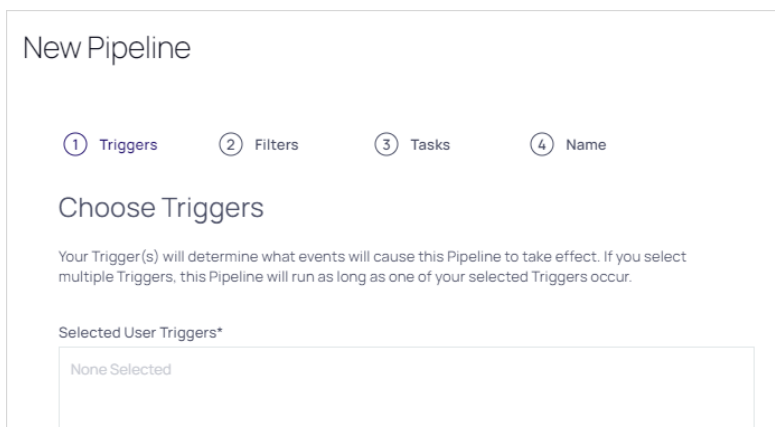 New Pipeline
1 Triggers 2 Filters 3 Tasks 4 Name
Choose Triggers
Your Trigger(s) will determine what events will cause this Pipeline to take effect. If you select
multiple Triggers, this Pipeline will run as long as one of your selected Triggers occur.
Selected User Triggers*
None Selected